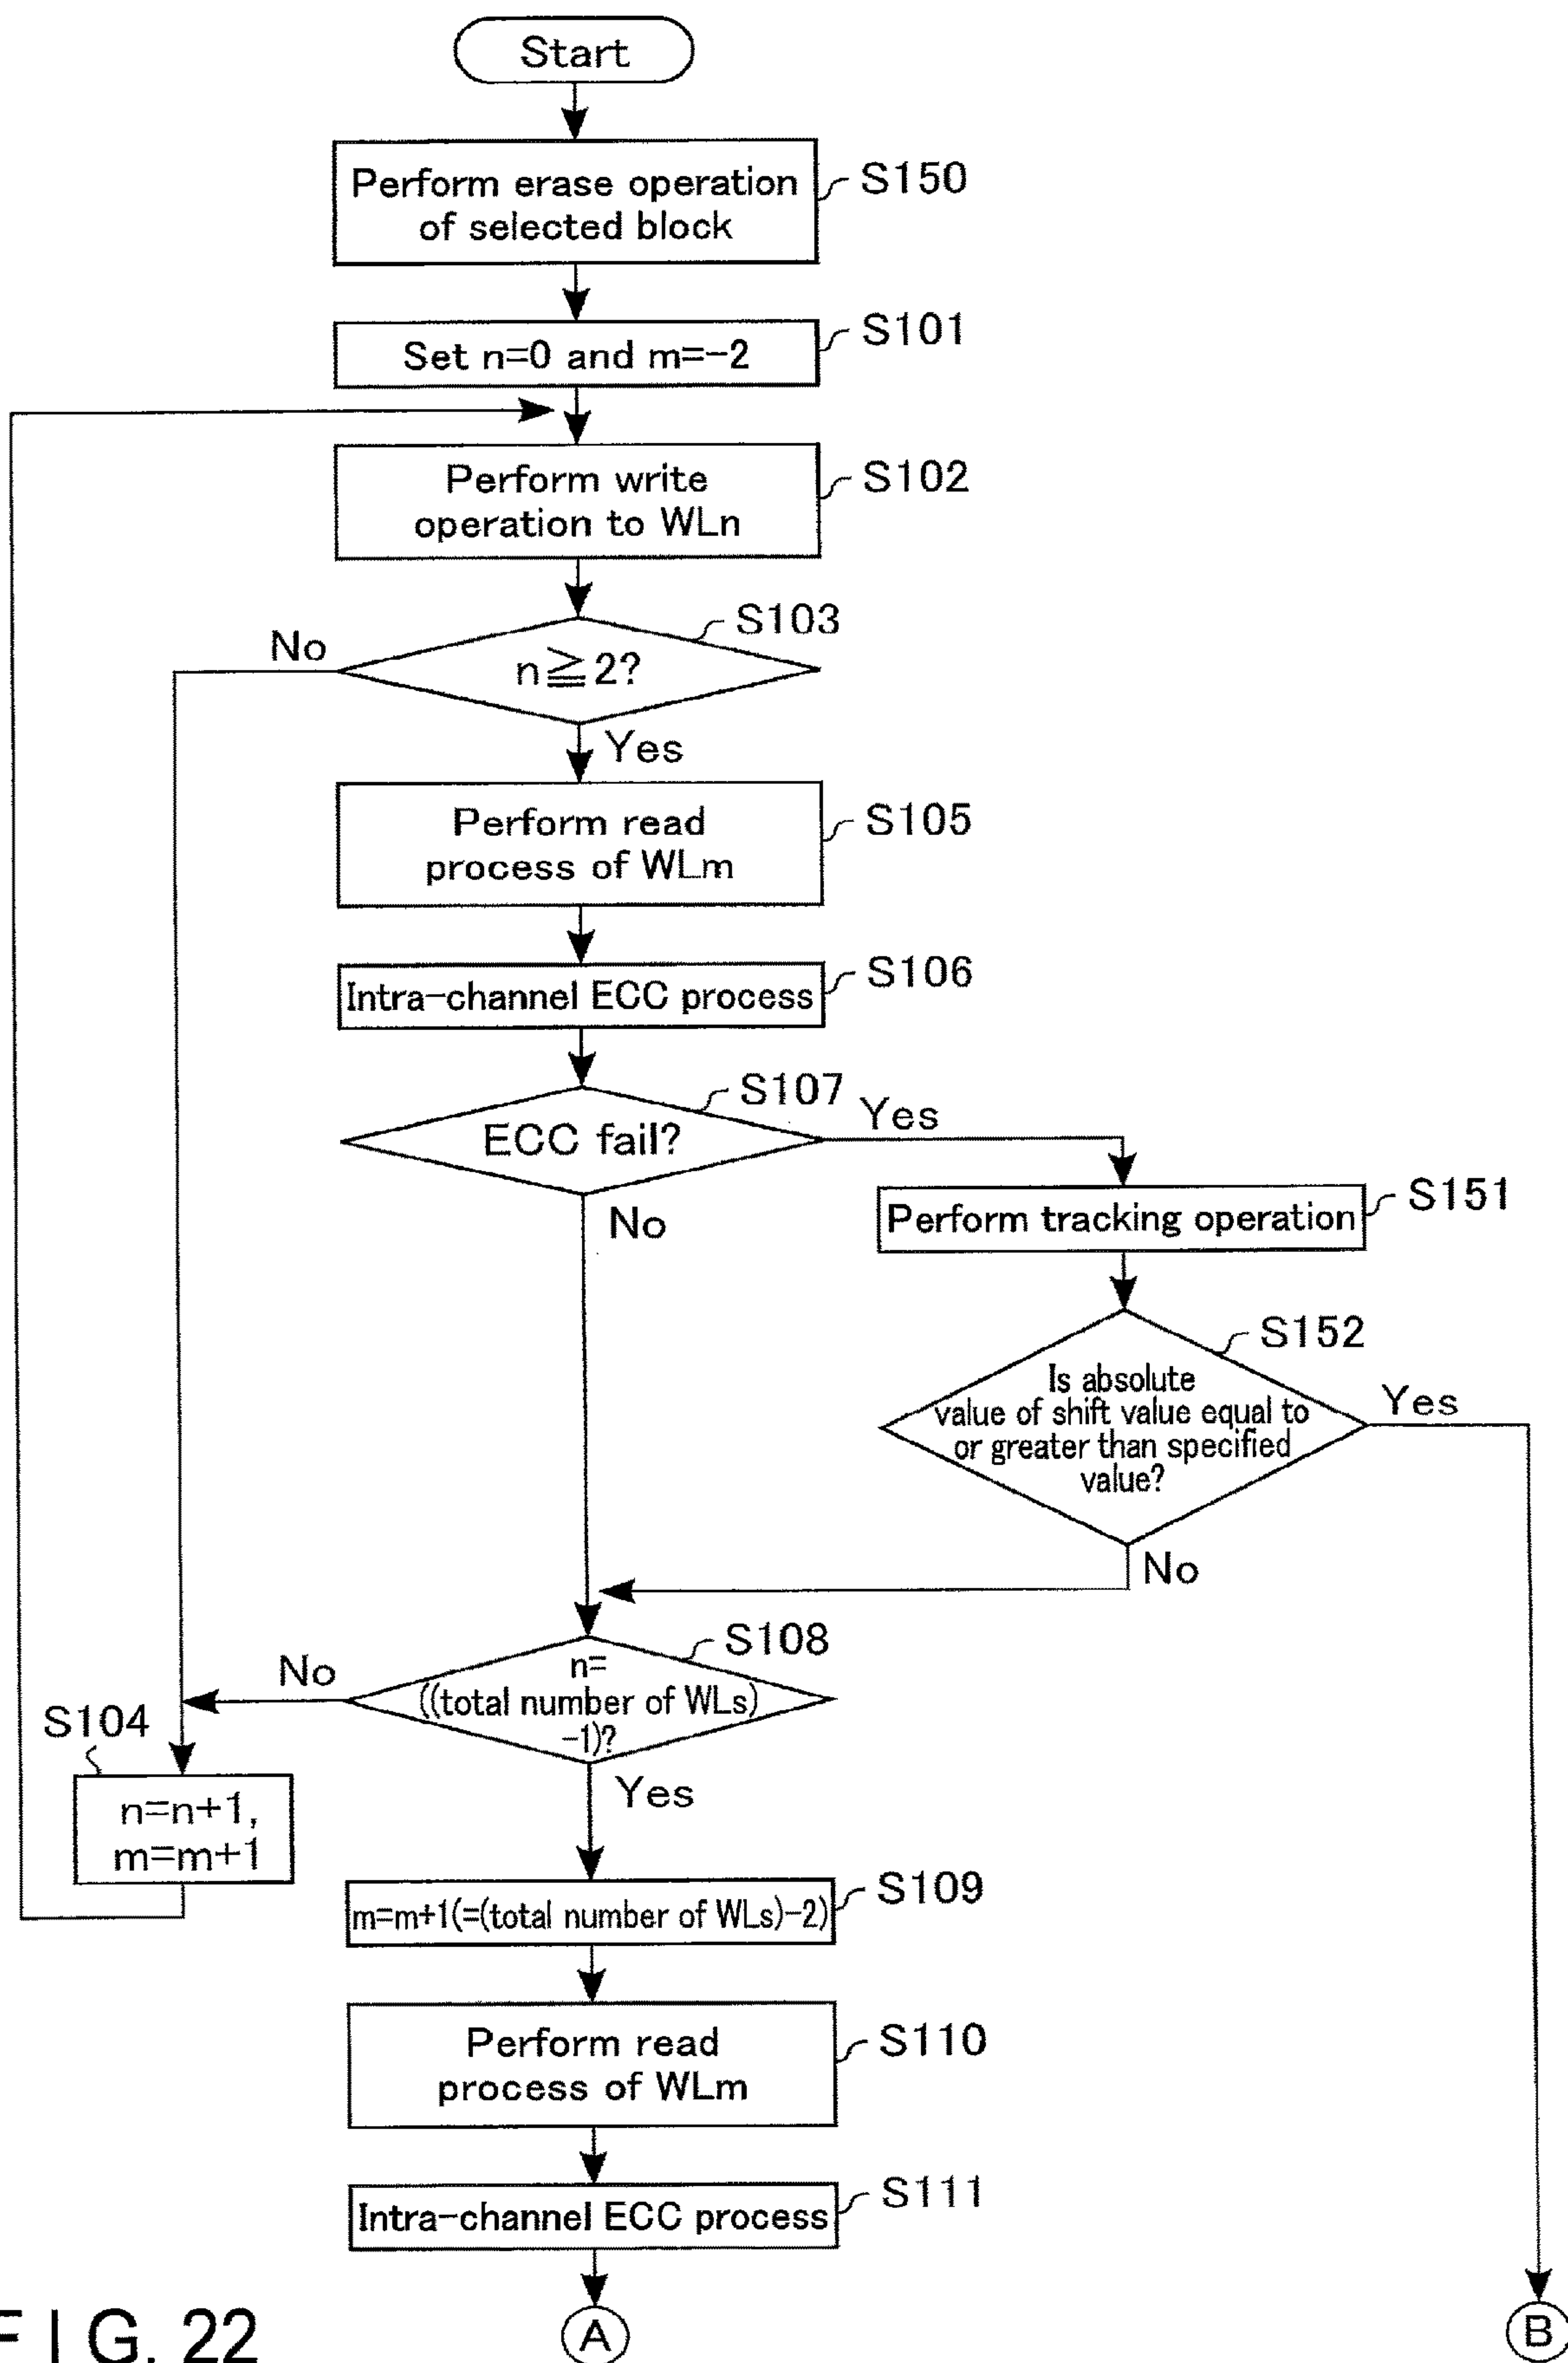 Start
Perform erase operation
of selected block
S150
Set n=0 and m=-2
S101
Perform write
operation to WLn
S102
S103
No
n≧2?
Yes
Perform read
process of WLm
S105
Intra-channel ECC process
S106
S107
ECC fail?
Yes
No
Perform tracking operation
S151
S152
Is absolute
value of shift value equal to
or greater than specified
value?
Yes
No
S108
No
n=
((total number of WLs)
-1)?
Yes
S104
n=n+1,
m=m+1
m=m+1(=(total number of WLs)-2)
S109
Perform read
process of WLm
S110
Intra-channel ECC process
S111
A
B
FIG. 22